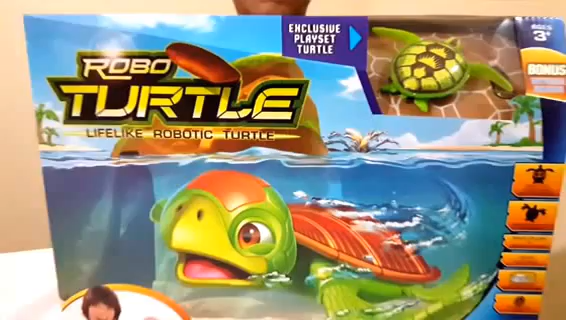 EXCLUSIVE
PLAYSET
TURTLE
AGES
3+
BONUS
ROBO
TURTLE
LIFELIKE ROBOTIC TURTLE